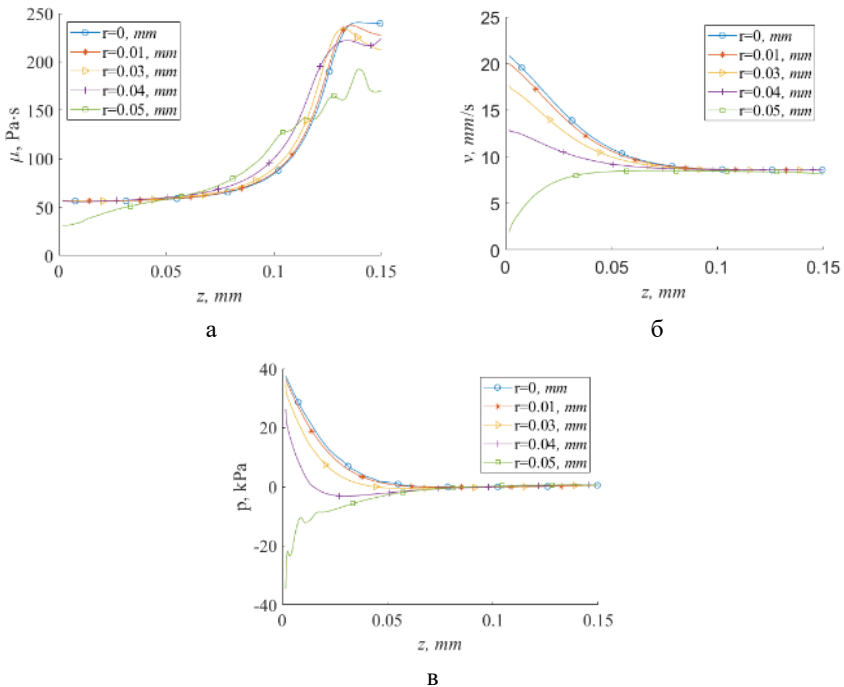 250
200
150
100
50
0
μ, Pa·s
r=0, mm
r=0.01, mm
r=0.03, mm
r=0.04, mm
r=0.05, mm
0 0.05 0.1 0.15
z, mm
а
25
20
15
10
5
0
v, mm/s
r=0, mm
r=0.01, mm
r=0.03, mm
r=0.04, mm
r=0.05, mm
0 0.05 0.1 0.15
z, mm
б
40
20
0
-20
-40
p, kPa
r=0, mm
r=0.01, mm
r=0.03, mm
r=0.04, mm
r=0.05, mm
0 0.05 0.1 0.15
z, mm
в